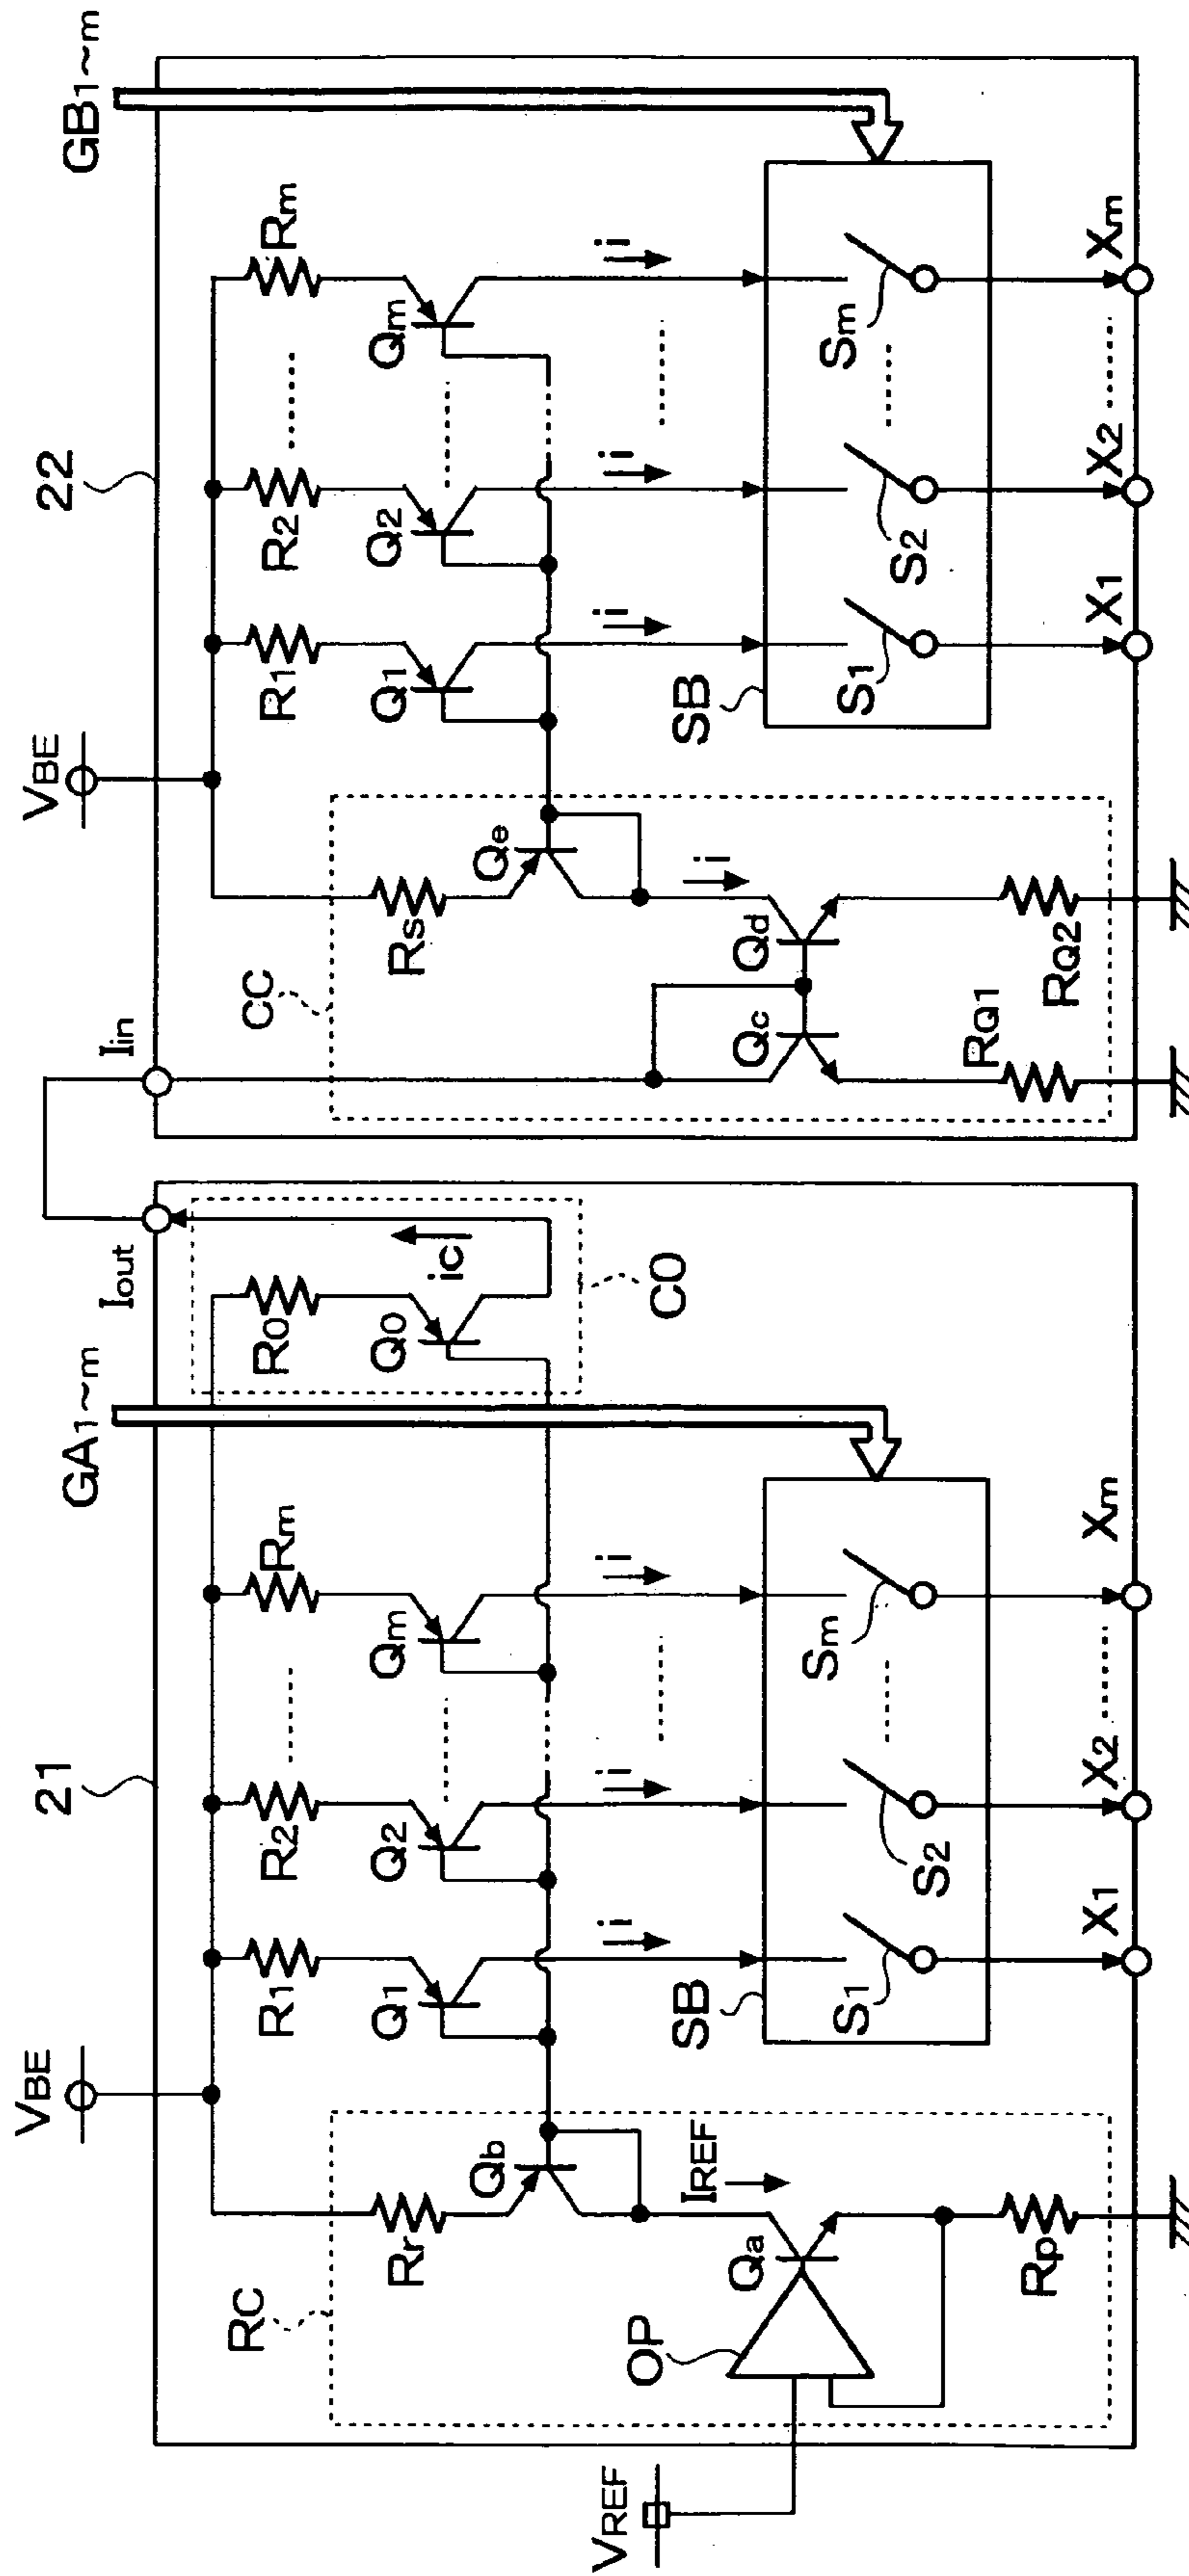 21
22
VBE
GA1~m
Iout
Iin
VBE
GB1~m
Rr
R1
R2
Rm
R0
Rs
R1
R2
Rm
RC
Qb
Q1
Q2
Qm
Q0
ic
CC
Qe
Q1
Q2
Qm
C0
IREF
i
i
i
i
i
i
i
VREF
OP
Qa
SB
S1
S2
Sm
Qc
Qd
SB
S1
S2
Sm
Rp
X1
X2
Xm
RQ1
RQ2
X1
X2
Xm